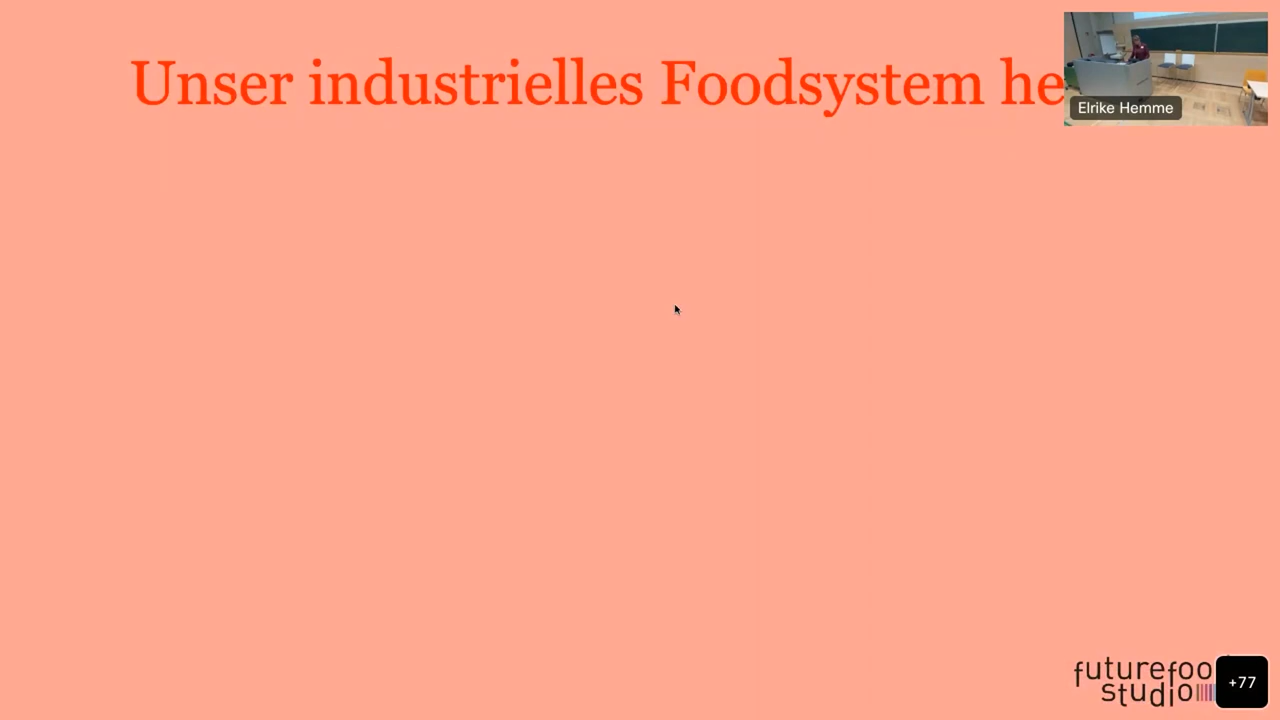 Unser industrielles Foodsystem he
Elrike Hemme
futurefoo
studio
+77